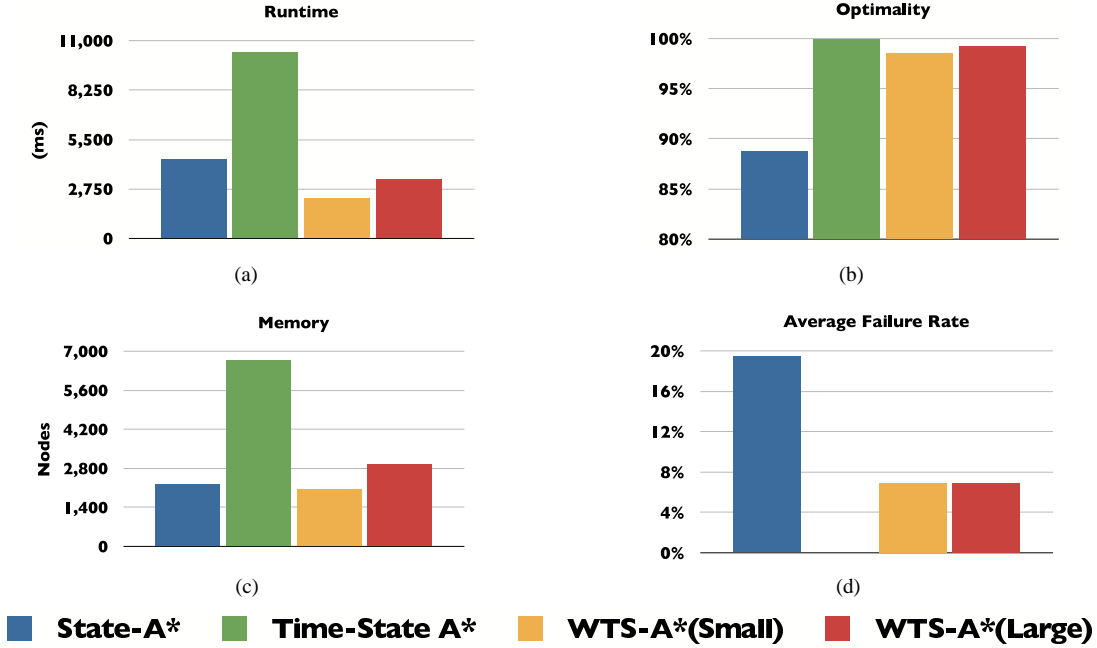 Runtime
11,000
8,250
5,500
2,750
0
(ms)
(a)
Optimality
100%
95%
90%
85%
80%
(b)
Memory
7,000
5,600
4,200
2,800
1,400
0
Nodes
(c)
Average Failure Rate
20%
16%
12%
8%
4%
0%
(d)
State-A*
Time-State A*
WTS-A*(Small)
WTS-A*(Large)